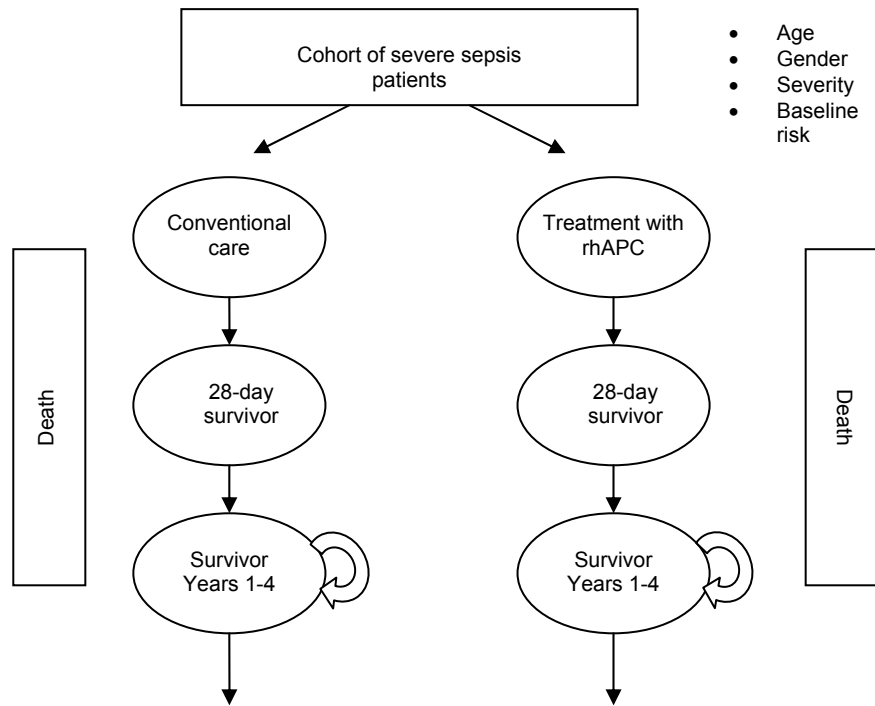 Cohort of severe sepsis
patients
• Age
• Gender
• Severity
• Baseline
risk
Conventional
care
Treatment with
rhAPC
Death
28-day
survivor
28-day
survivor
Death
Survivor
Years 1-4
Survivor
Years 1-4